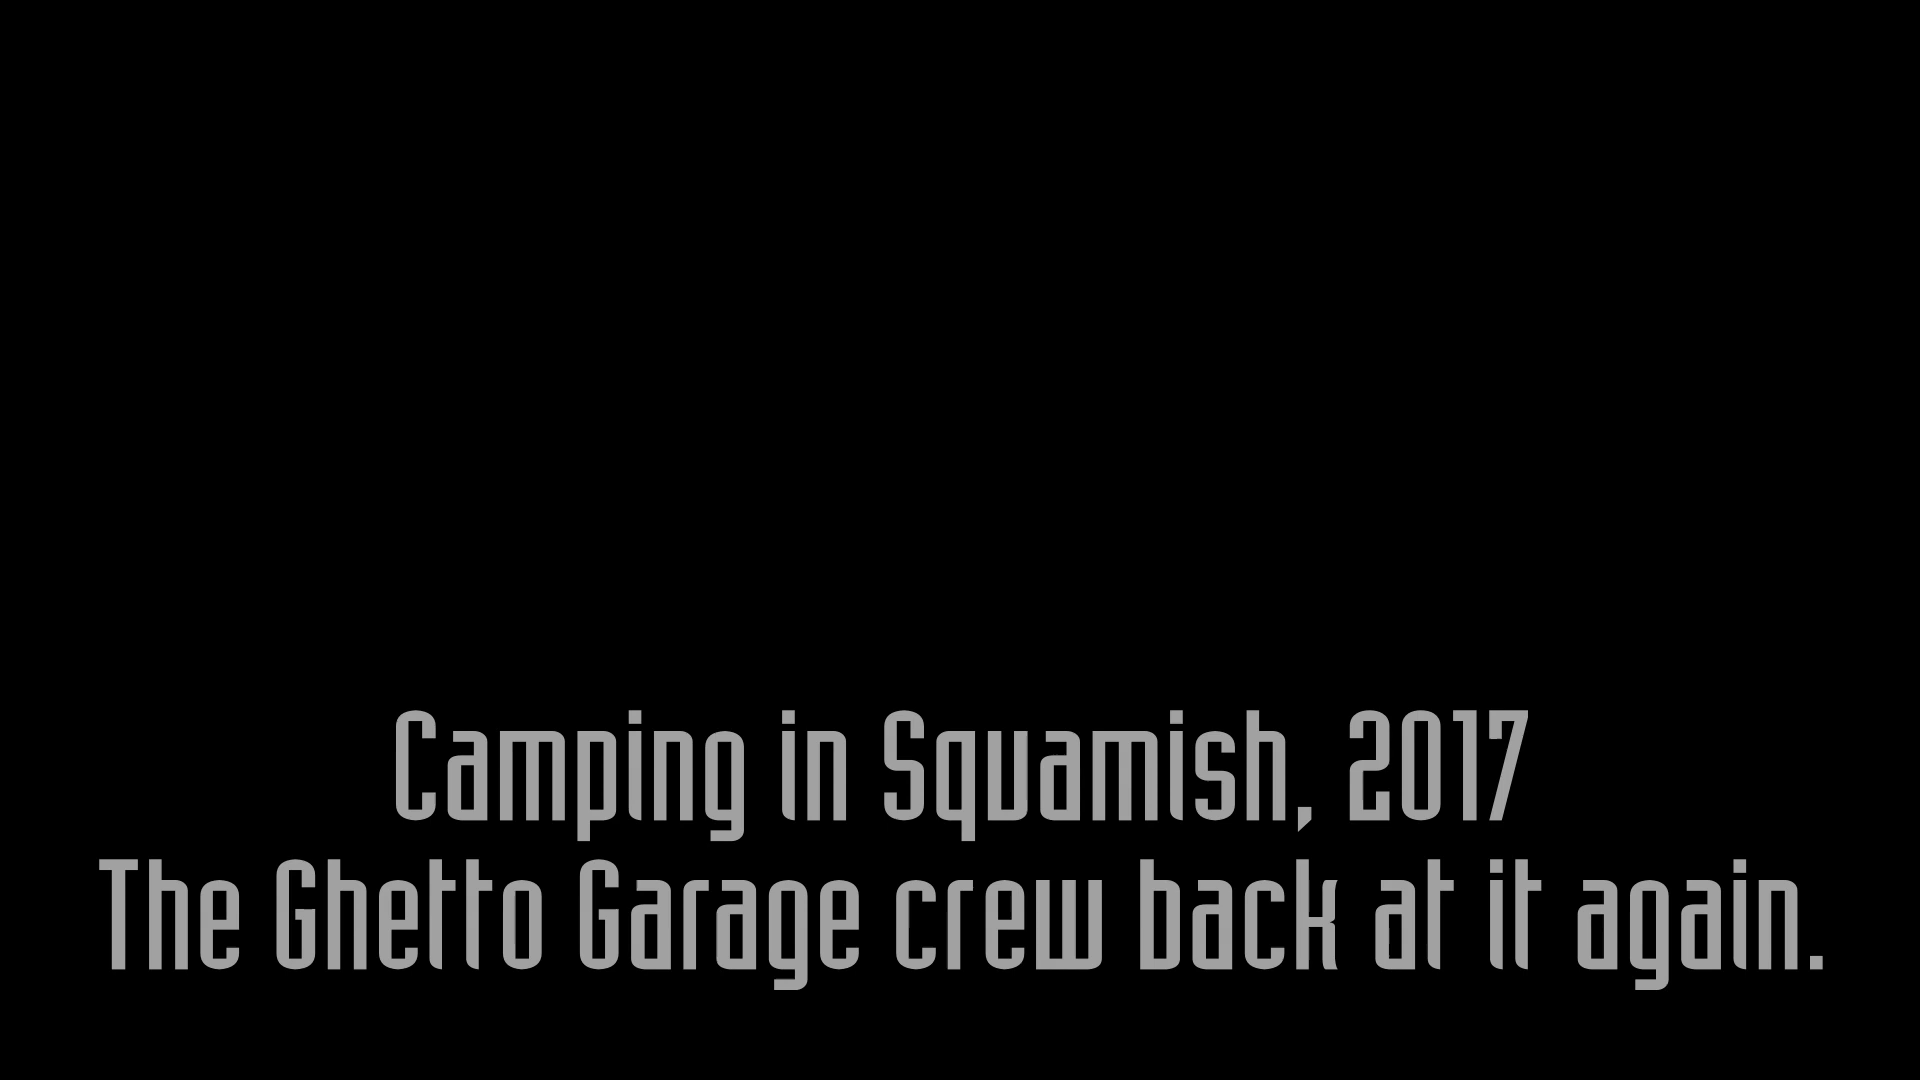 Camping in Squamish, 2017
The Ghetto Garage crew back at it again.